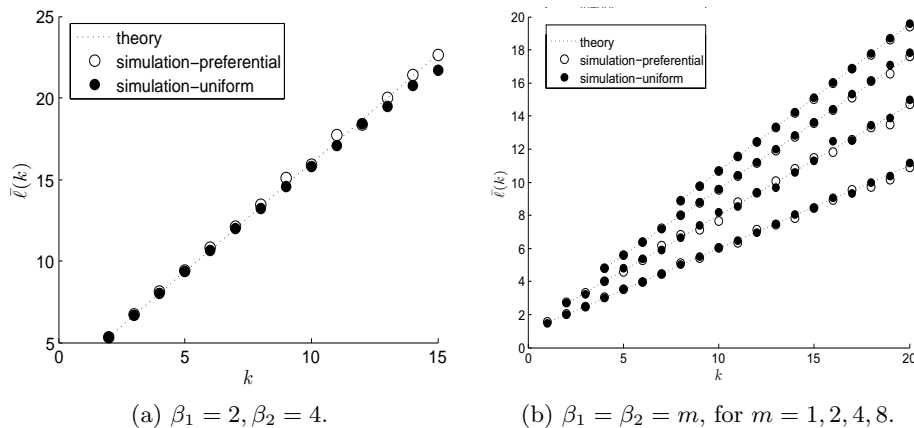 25
20
15
10
5
0
5
10
15
ℓ̄(k)
k
theory
simulation-preferential
simulation-uniform
(a) β₁ = 2, β₂ = 4.
20
18
16
14
12
10
8
6
4
2
0
5
10
15
20
ℓ̄(k)
k
theory
simulation-preferential
simulation-uniform
(b) β₁ = β₂ = m, for m = 1, 2, 4, 8.